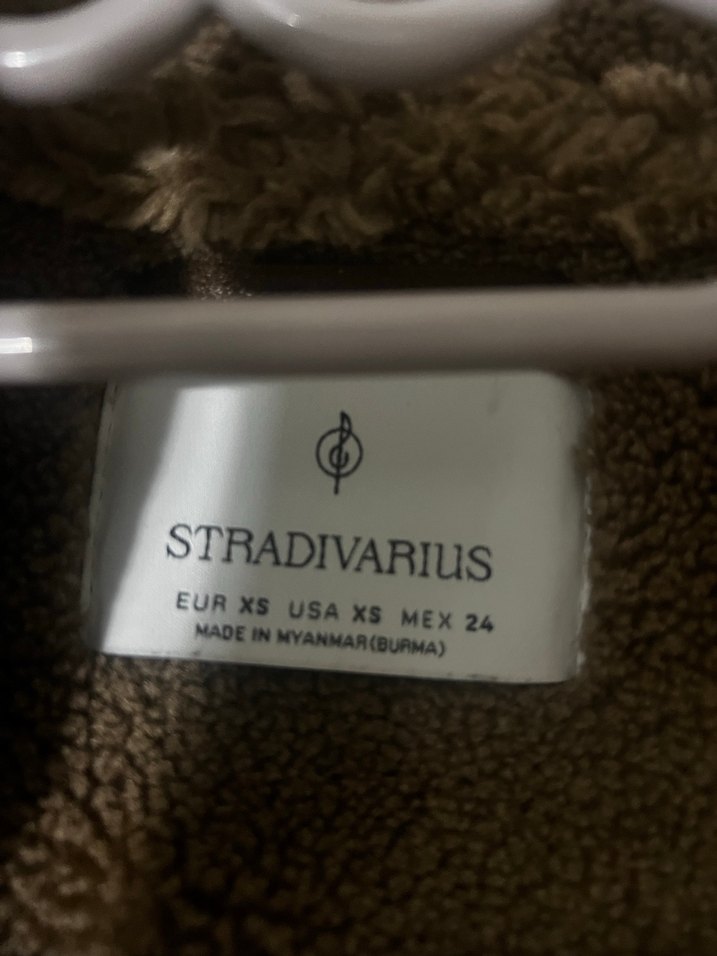 STRADIVARIUS
EUR XS USA XS MEX 24
MADE IN MYANMAR (BURMA)